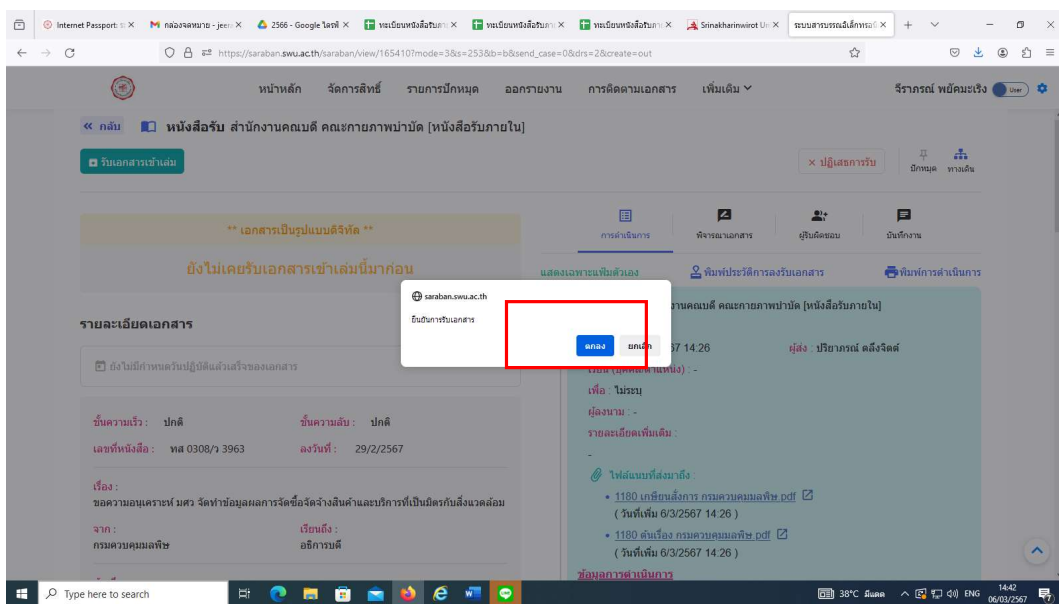 Internet Passport: ระ
กล่องจดหมาย - jeera
2566 - Google ไดรฟ์
ทะเบียนหนังสือรับภาย
ทะเบียนหนังสือรับภาย
ทะเบียนหนังสือรับภาย
Srinakharinwirot Un
ระบบสารบรรณอิเล็กทรอนิ
https://saraban.swu.ac.th/saraban/view/165410?mode=3&s=253&b=b&send_case=0&drs=2&create=out
หน้าหลัก จัดการสิทธิ์ รายการปักหมุด ออกรายงาน การติดตามเอกสาร เพิ่มเติม
จีราภรณ์ พยัคมะเริง User
« กลับ หนังสือรับ สำนักงานคณบดี คณะกายภาพบำบัด [หนังสือรับภายใน]
รับเอกสารเข้าเล่ม
× ปฏิเสธการรับ
ปักหมุด ทางเดิน
** เอกสารเป็นรูปแบบดิจิทัล **
ยังไม่เคยรับเอกสารเข้าเล่มนี้มาก่อน
รายละเอียดเอกสาร
ยังไม่มีกำหนดวันปฏิบัติแล้วเสร็จของเอกสาร
ชั้นความเร็ว : ปกติ ชั้นความลับ : ปกติ
เลขที่หนังสือ : ทส 0308/ว 3963 ลงวันที่ : 29/2/2567
เรื่อง :
ขอความอนุเคราะห์ มศว จัดทำข้อมูลผลการจัดซื้อจัดจ้างสินค้าและบริการที่เป็นมิตรกับสิ่งแวดล้อม
จาก : เรียนถึง :
กรมควบคุมมลพิษ อธิการบดี
saraban.swu.ac.th
ยืนยันการรับเอกสาร
ตกลง ยกเลิก
การดำเนินการ พิจารณาเอกสาร ผู้รับผิดชอบ บันทึกงาน
แสดงเฉพาะแฟ้มตัวเอง พิมพ์ประวัติการลงรับเอกสาร พิมพ์การดำเนินการ
งานคณบดี คณะกายภาพบำบัด [หนังสือรับภายใน]
67 14:26 ผู้ส่ง : ปริยาภรณ์ ตลึงจิตต์
เรียน (บุคคล/ตำแหน่ง) : -
เพื่อ : ไม่ระบุ
ผู้ลงนาม : -
รายละเอียดเพิ่มเติม :
-
ไฟล์แนบที่ส่งมาถึง :
• 1180 เกษียนสั่งการ กรมควบคุมมลพิษ.pdf
( วันที่เพิ่ม 6/3/2567 14:26 )
• 1180 ต้นเรื่อง กรมควบคุมมลพิษ.pdf
( วันที่เพิ่ม 6/3/2567 14:26 )
ข้อมูลการดำเนินการ
Type here to search
38°C มีแดด
ENG
14:42
06/03/2567